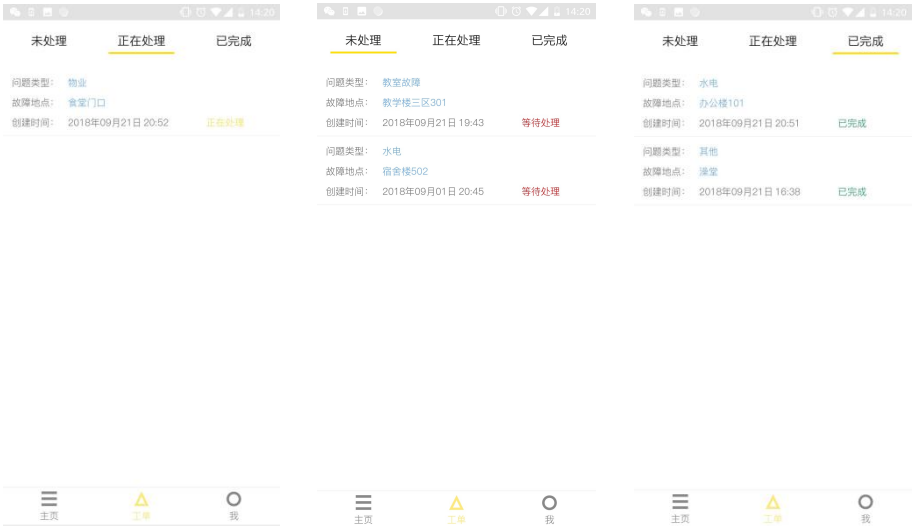 14:20
未处理 正在处理 已完成
问题类型： 物业
故障地点： 食堂门口
创建时间： 2018年09月21日 20:52 正在处理
主页 工单 我
14:20
未处理 正在处理 已完成
问题类型： 教室故障
故障地点： 教学楼三区301
创建时间： 2018年09月21日 19:43 等待处理
问题类型： 水电
故障地点： 宿舍楼502
创建时间： 2018年09月01日 20:45 等待处理
主页 工单 我
14:20
未处理 正在处理 已完成
问题类型： 水电
故障地点： 办公楼101
创建时间： 2018年09月21日 20:51 已完成
问题类型： 其他
故障地点： 澡堂
创建时间： 2018年09月21日 16:38 已完成
主页 工单 我